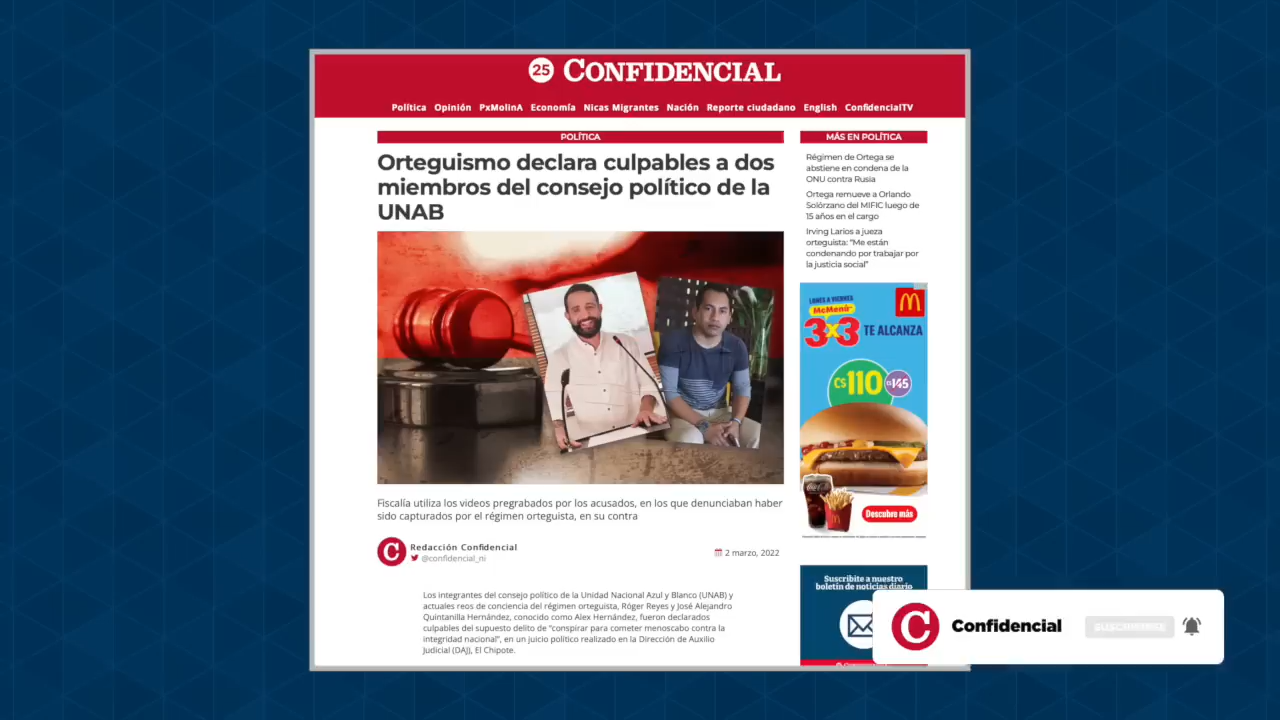 25 CONFIDENCIAL
Política Opinión PxMolinA Economía Nicas Migrantes Nación Reporte ciudadano English ConfidencialTV
POLÍTICA
Orteguismo declara culpables a dos
miembros del consejo político de la
UNAB
Fiscalía utiliza los videos pregrabados por los acusados, en los que denunciaban haber
sido capturados por el régimen orteguista, en su contra
C Redacción Confidencial
@confidencial_ni
2 marzo, 2022
Los integrantes del consejo político de la Unidad Nacional Azul y Blanco (UNAB) y
actuales reos de conciencia del régimen orteguista, Róger Reyes y José Alejandro
Quintanilla Hernández, conocido como Alex Hernández, fueron declarados
culpables del supuesto delito de "conspirar para cometer menoscabo contra la
integridad nacional", en un juicio político realizado en la Dirección de Auxilio
Judicial (DAJ), El Chipote.
MÁS EN POLÍTICA
Régimen de Ortega se
abstiene en condena de la
ONU contra Rusia
Ortega remueve a Orlando
Solórzano del MIFIC luego de
15 años en el cargo
Irving Larios a jueza
orteguista: "Me están
condenando por trabajar por
la justicia social"
LUNES A VIERNES
McMenú
3x3 TE ALCANZA
C$110 C$145
Coca-Cola
Descubre más
Suscribite a nuestro
boletín de noticias diario
C Confidencial